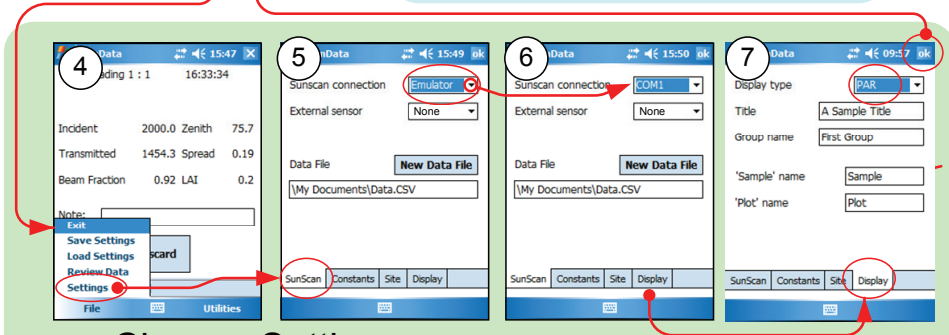 4
Data 15:47
ading 1 : 1 16:33:34
Incident 2000.0 Zenith 75.7
Transmitted 1454.3 Spread 0.19
Beam Fraction 0.92 LAI 0.2
Note:
Exit
Save Settings
Load Settings
Review Data
Settings
scard
File Utilities
5
nData 15:49 ok
Sunscan connection Emulator
External sensor None
Data File New Data File
\My Documents\Data.CSV
SunScan Constants Site Display
6
Data 15:50 ok
Sunscan connection COM1
External sensor None
Data File New Data File
\My Documents\Data.CSV
SunScan Constants Site Display
7
Data 09:57 ok
Display type PAR
Title A Sample Title
Group name First Group
'Sample' name Sample
'Plot' name Plot
SunScan Constants Site Display